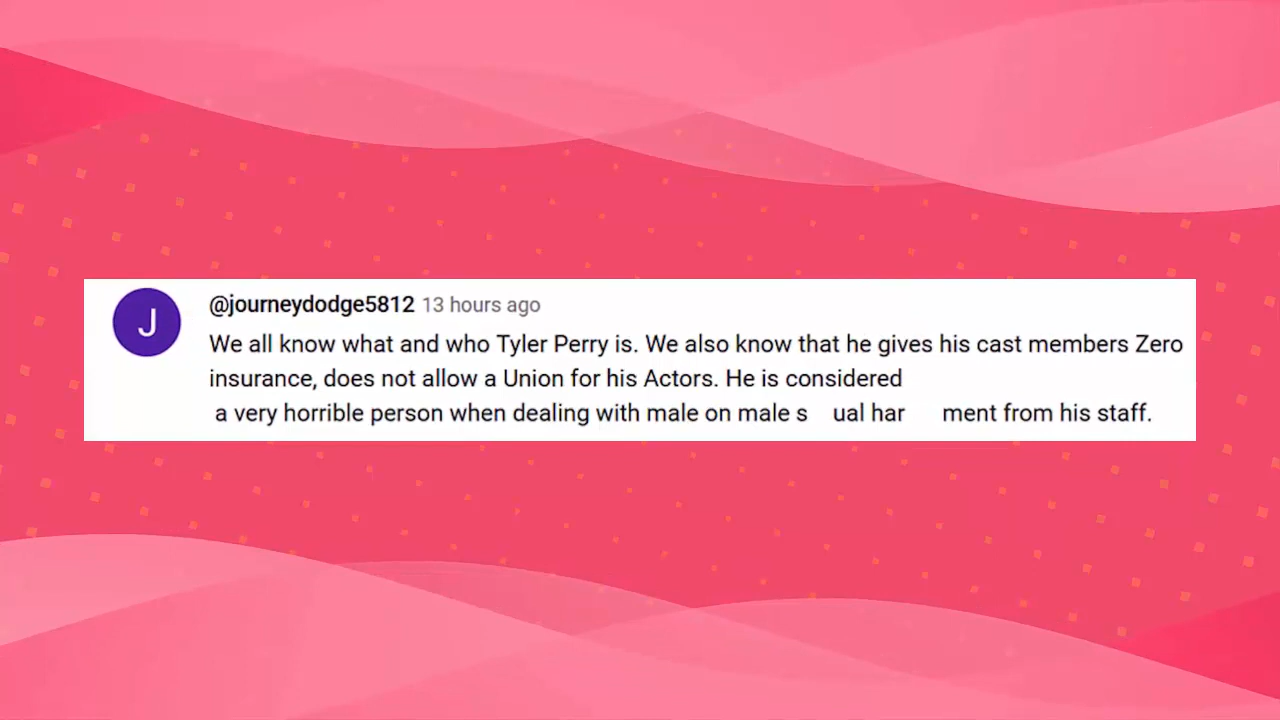 J
@journeydodge5812 13 hours ago
We all know what and who Tyler Perry is. We also know that he gives his cast members Zero
insurance, does not allow a Union for his Actors. He is considered
a very horrible person when dealing with male on male s ual har ment from his staff.